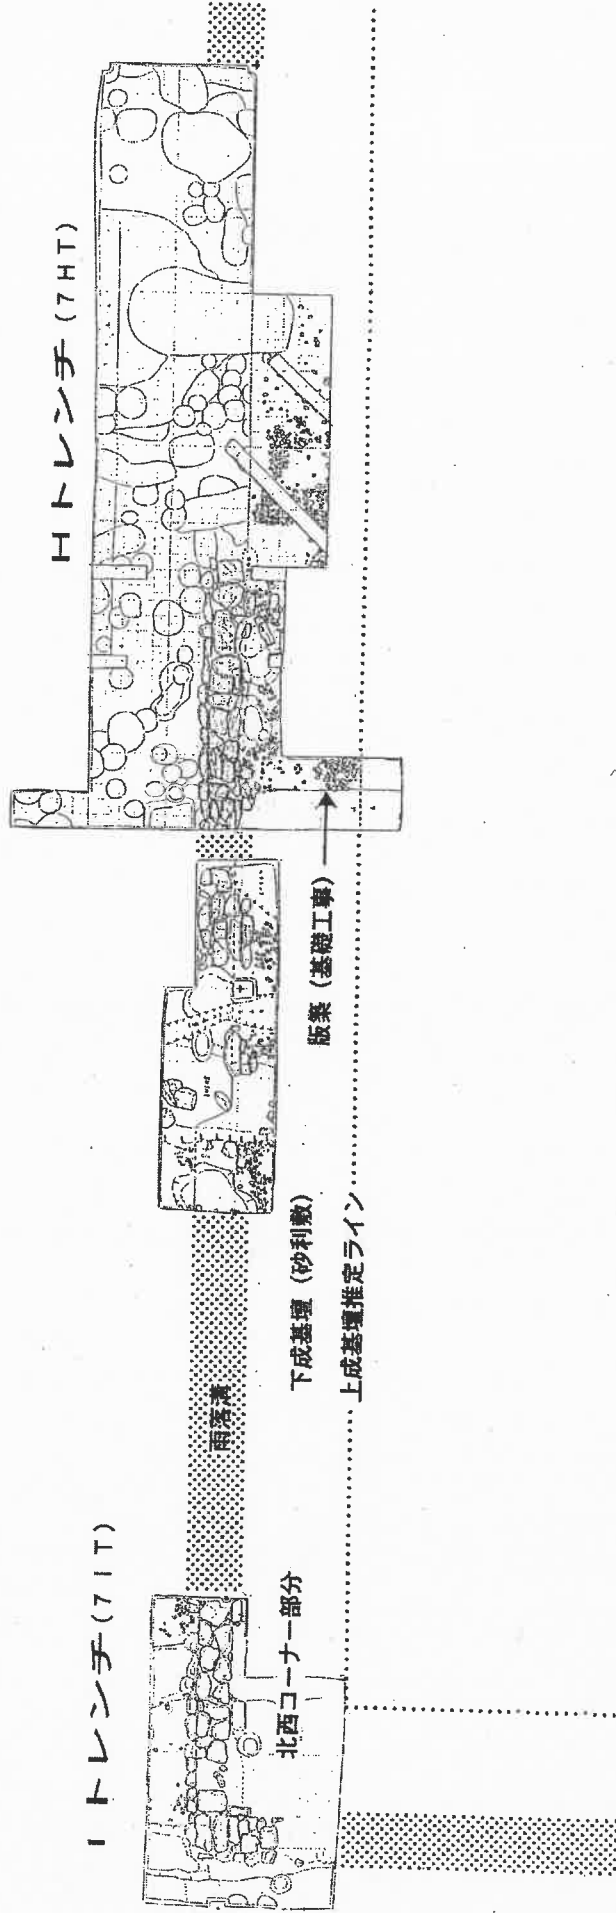 Hトレンチ(7HT)
版築(基礎工事)
下成基壇(砂利敷)
上成基壇推定ライン
雨落溝
Iトレンチ(7IT)
北西コーナー部分